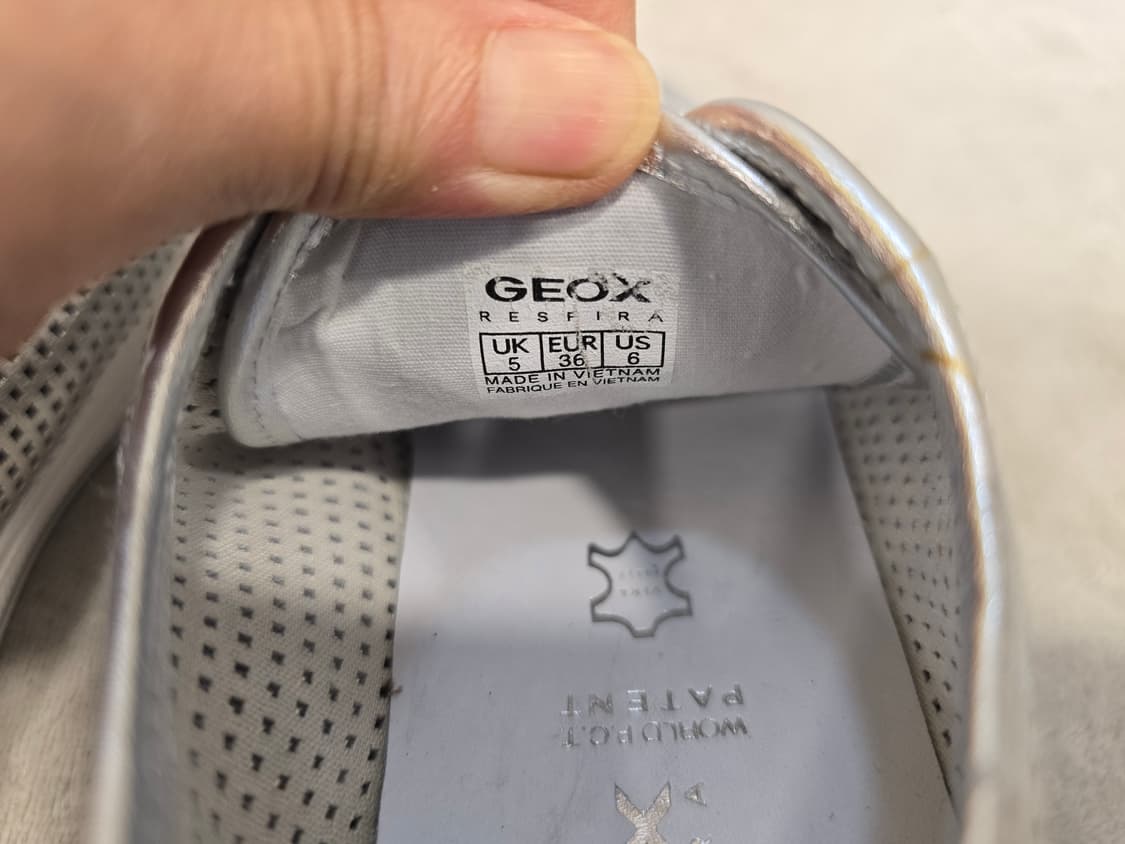 GEOX
RESPIRA
UK EUR US
5 36 6
MADE IN VIETNAM
FABRIQUE EN VIETNAM
PATENT
WORLD P.C.T.